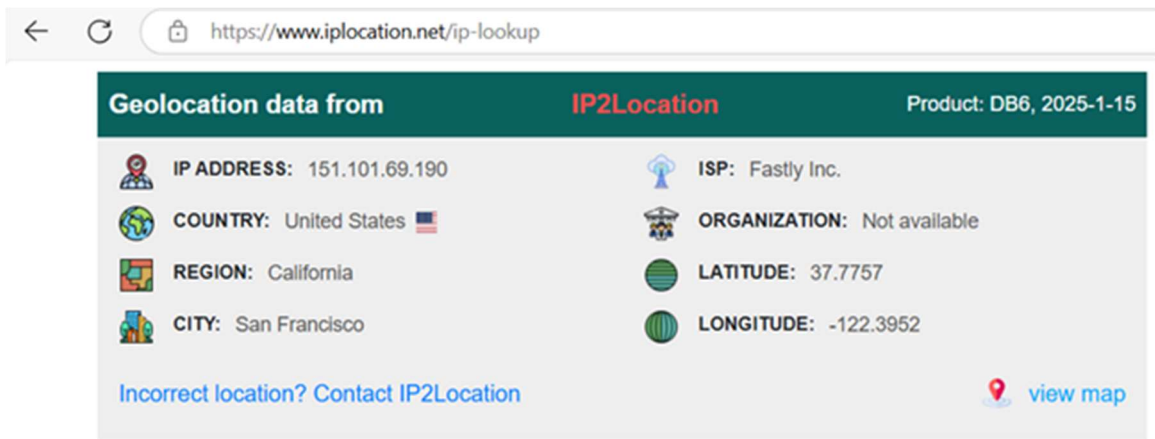 https://www.iplocation.net/ip-lookup
Geolocation data from IP2Location Product: DB6, 2025-1-15
IP ADDRESS: 151.101.69.190 ISP: Fastly Inc.
COUNTRY: United States ORGANIZATION: Not available
REGION: California LATITUDE: 37.7757
CITY: San Francisco LONGITUDE: -122.3952
Incorrect location? Contact IP2Location view map